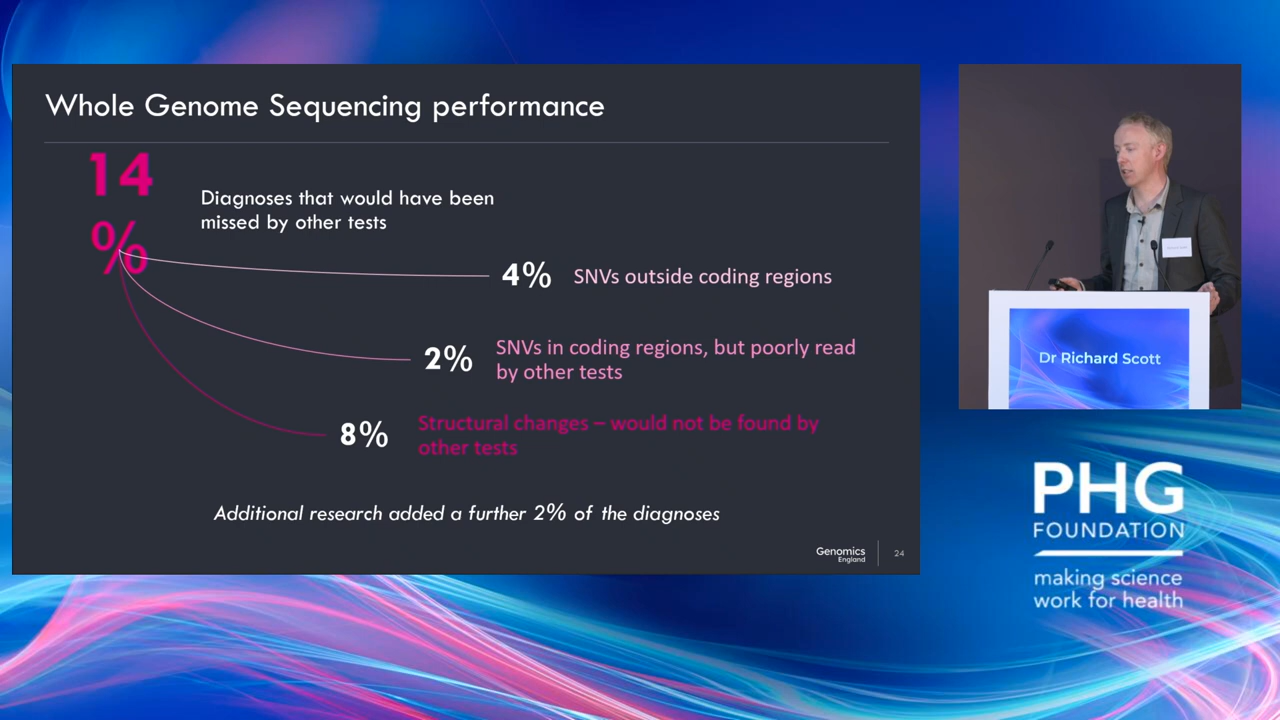 Whole Genome Sequencing performance
14
%
Diagnoses that would have been
missed by other tests
4% SNVs outside coding regions
2% SNVs in coding regions, but poorly read
by other tests
8% Structural changes – would not be found by
other tests
Additional research added a further 2% of the diagnoses
Genomics
England
24
Dr Richard Scott
PHG
FOUNDATION
making science
work for health